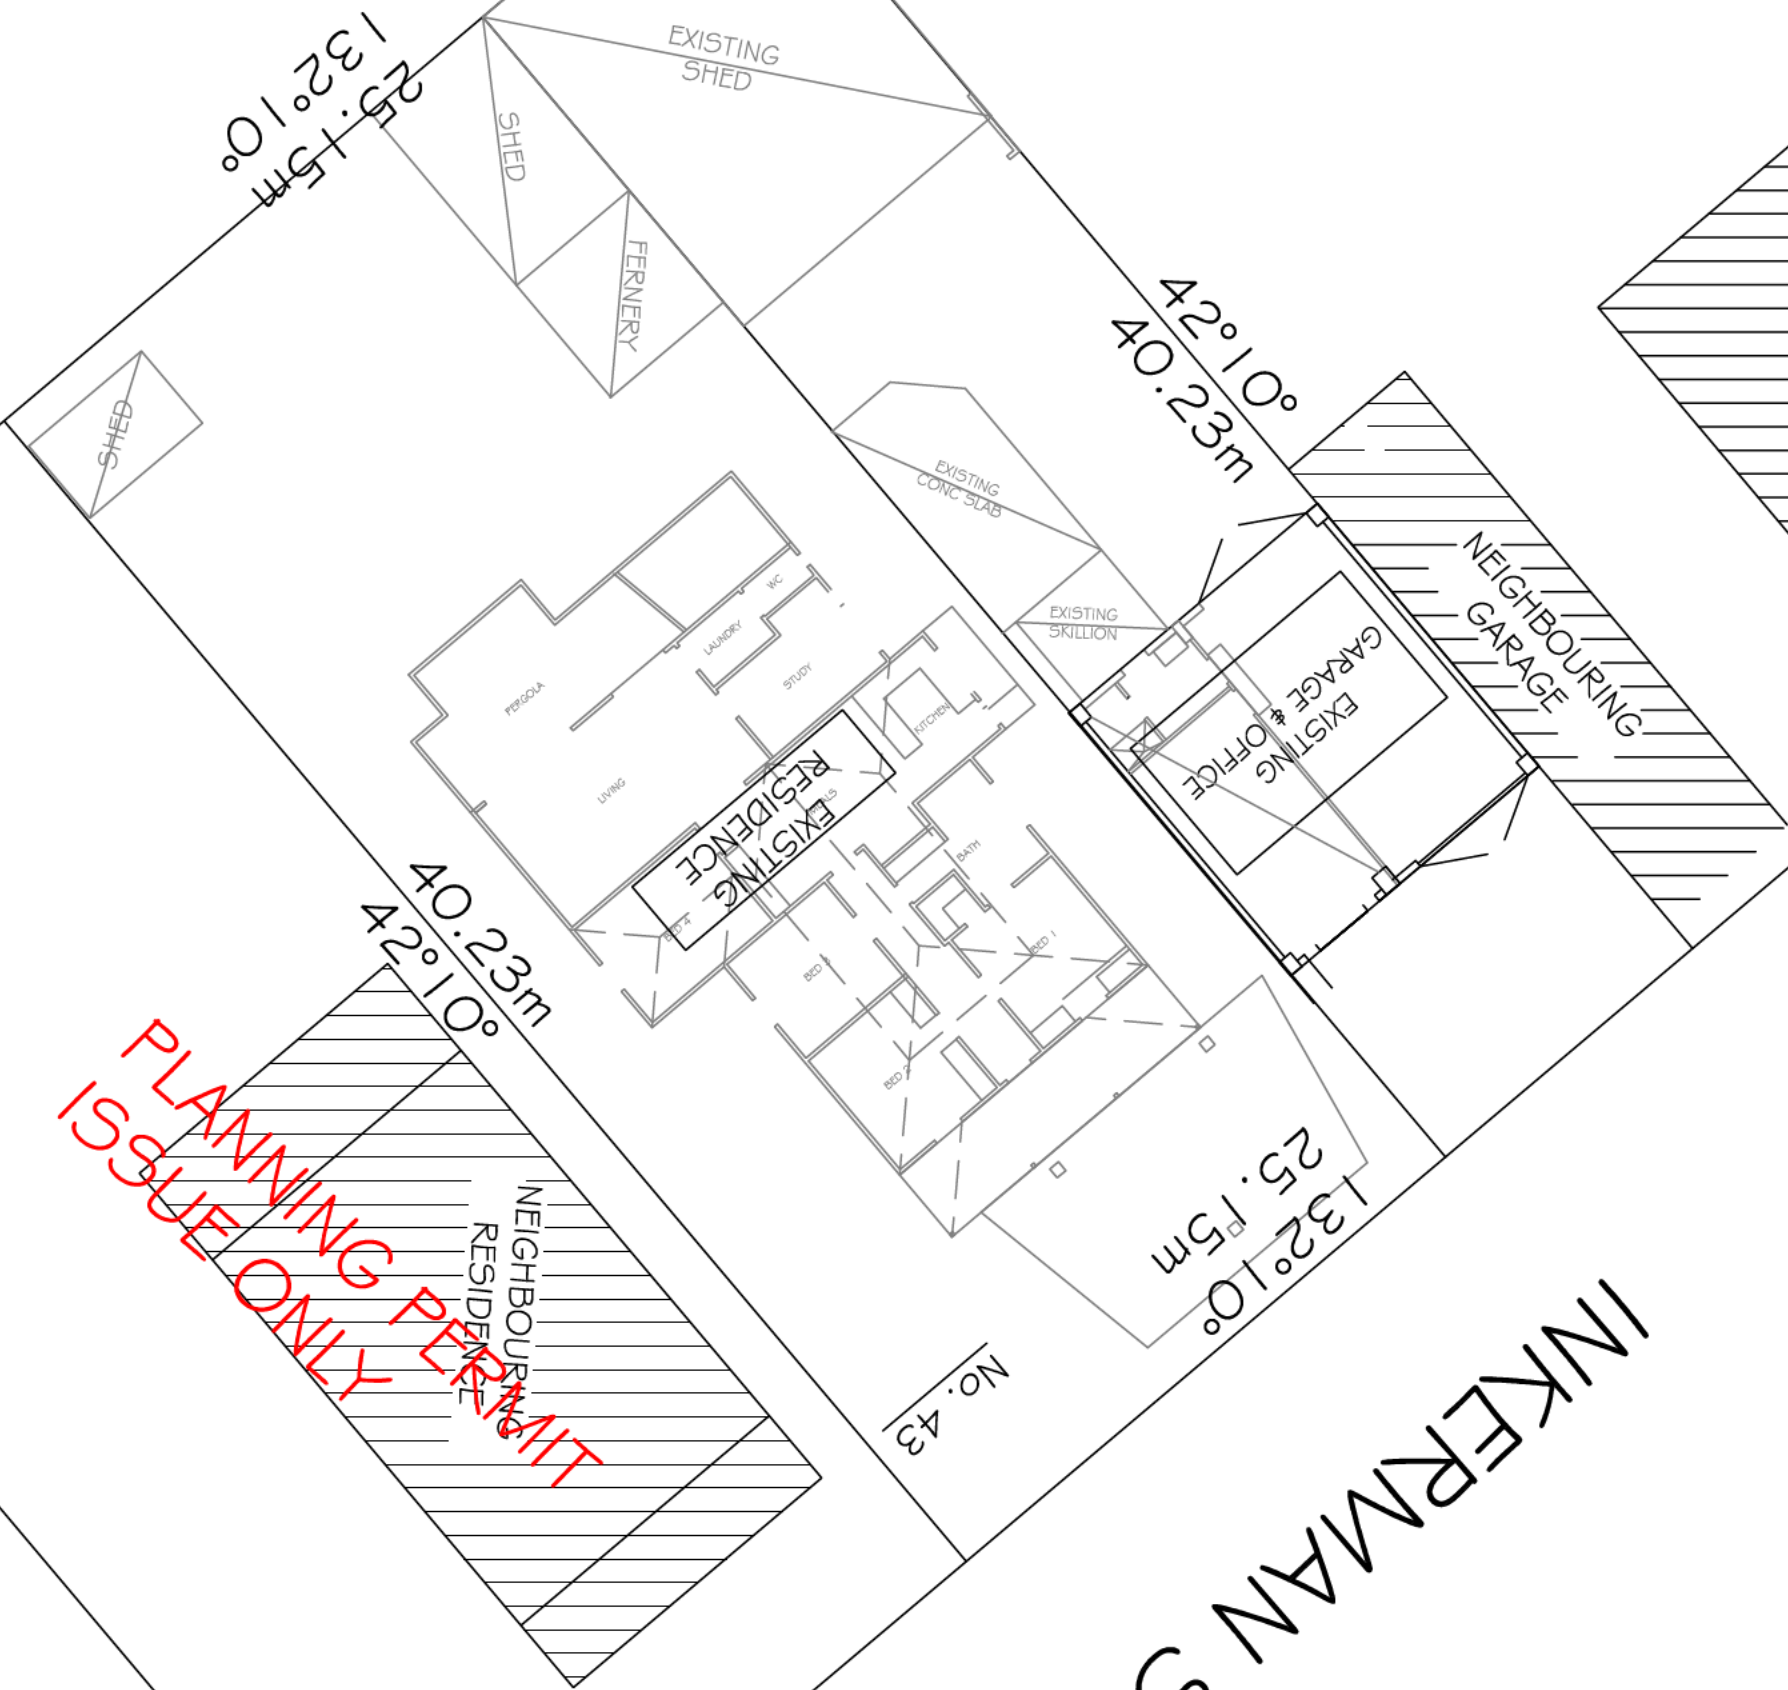 132°10'
25.15m
EXISTING
SHED
SHED
FERNERY
SHED
42°10'
40.23m
EXISTING
CONC SLAB
EXISTING
SKILLION
NEIGHBOURING
GARAGE
EXISTING
GARAGE &
OFFICE
WC
LAUNDRY
STUDY
PERGOLA
KITCHEN
LIVING
EXISTING
RESIDENCE
BATH
BED 4
BED 3
BED 1
BED 2
40.23m
42°10'
PLANNING PERMIT
ISSUE ONLY
NEIGHBOURING
RESIDENCE
25.15m
132°10'
No. 43
INKERMAN